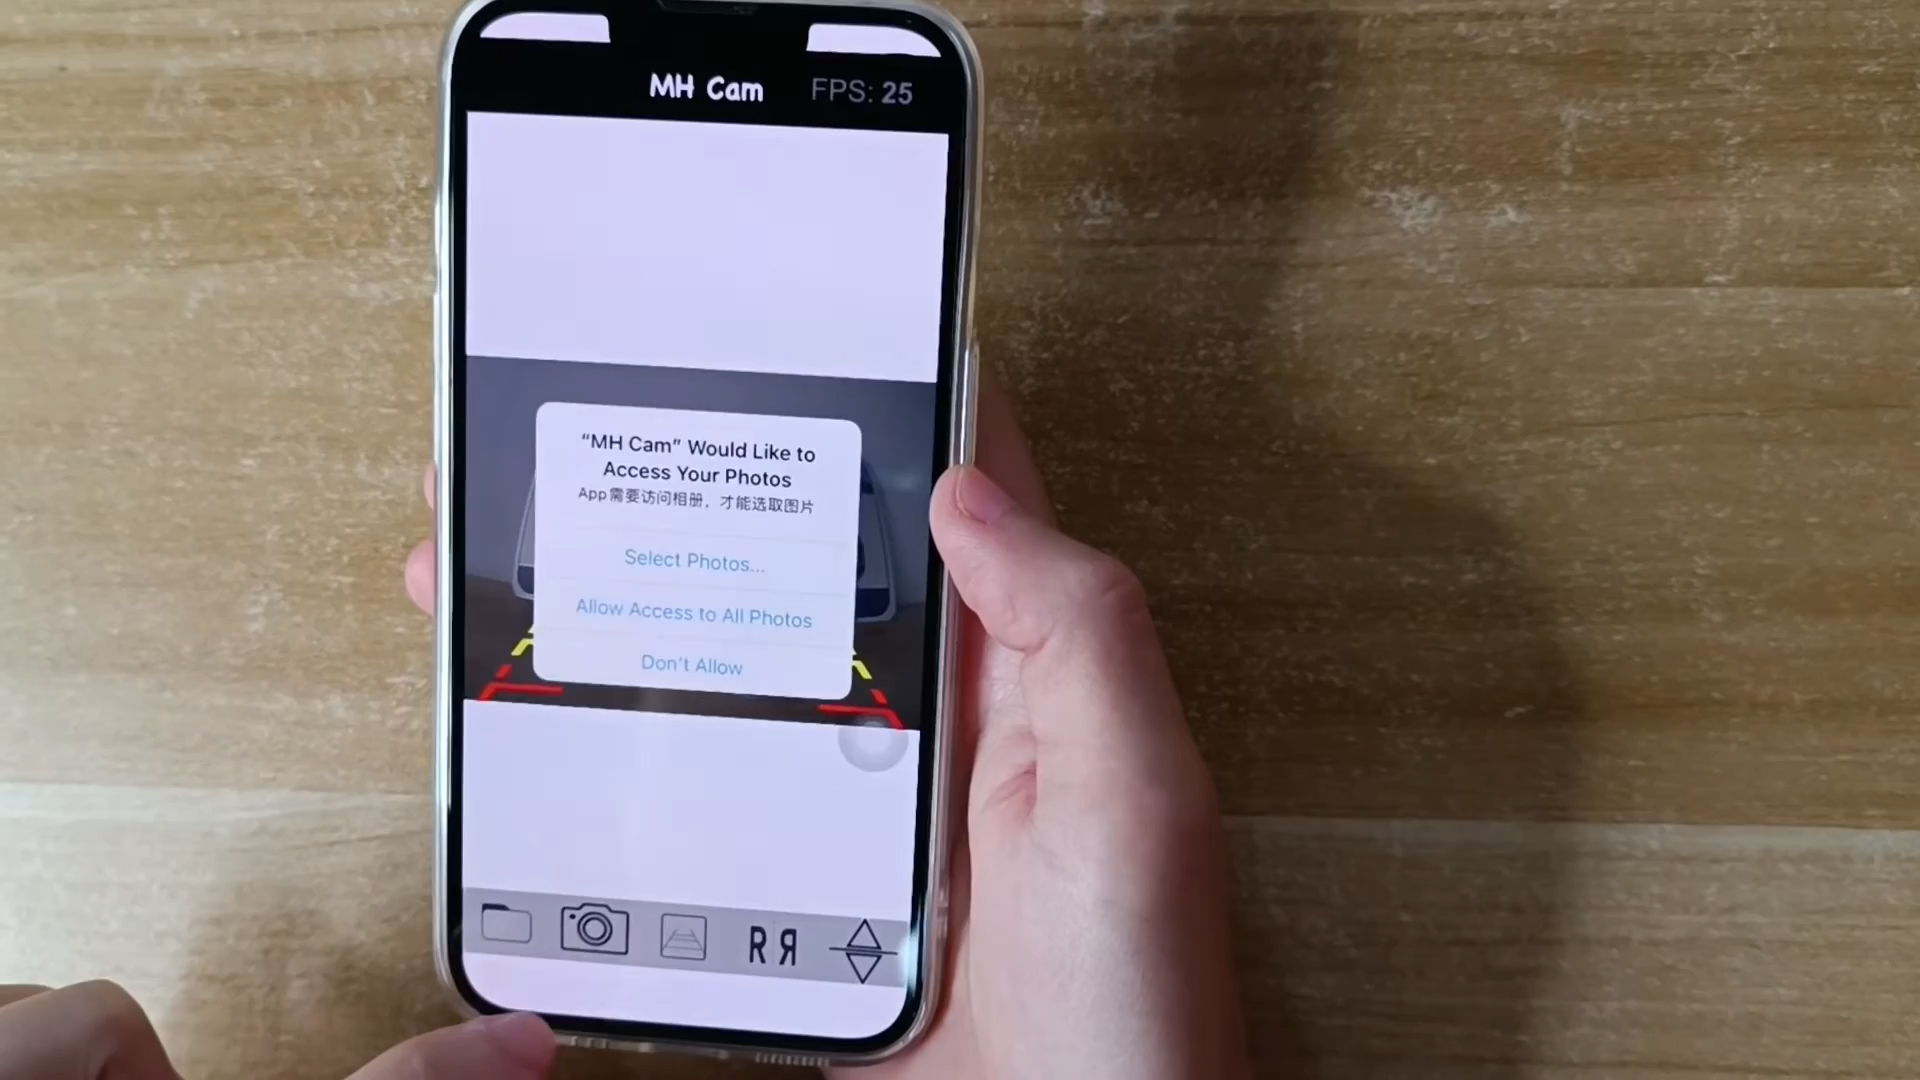 MH Cam FPS: 25
“MH Cam” Would Like to
Access Your Photos
App需要访问相册，才能选取图片
Select Photos...
Allow Access to All Photos
Don't Allow
R Я